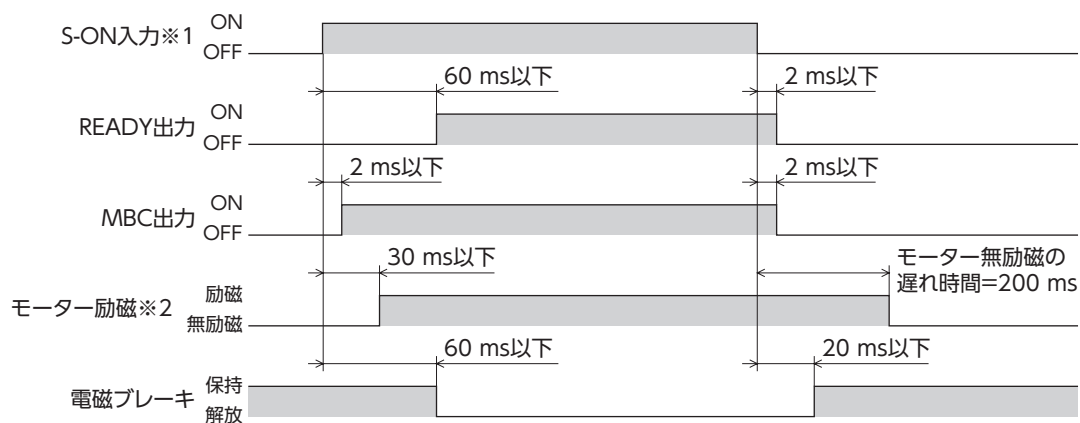 S-ON入力※1
ON
OFF
60 ms以下
2 ms以下
READY出力
ON
OFF
2 ms以下
2 ms以下
MBC出力
ON
OFF
30 ms以下
モーター無励磁の
遅れ時間=200 ms
モーター励磁※2
励磁
無励磁
60 ms以下
20 ms以下
電磁ブレーキ
保持
解放